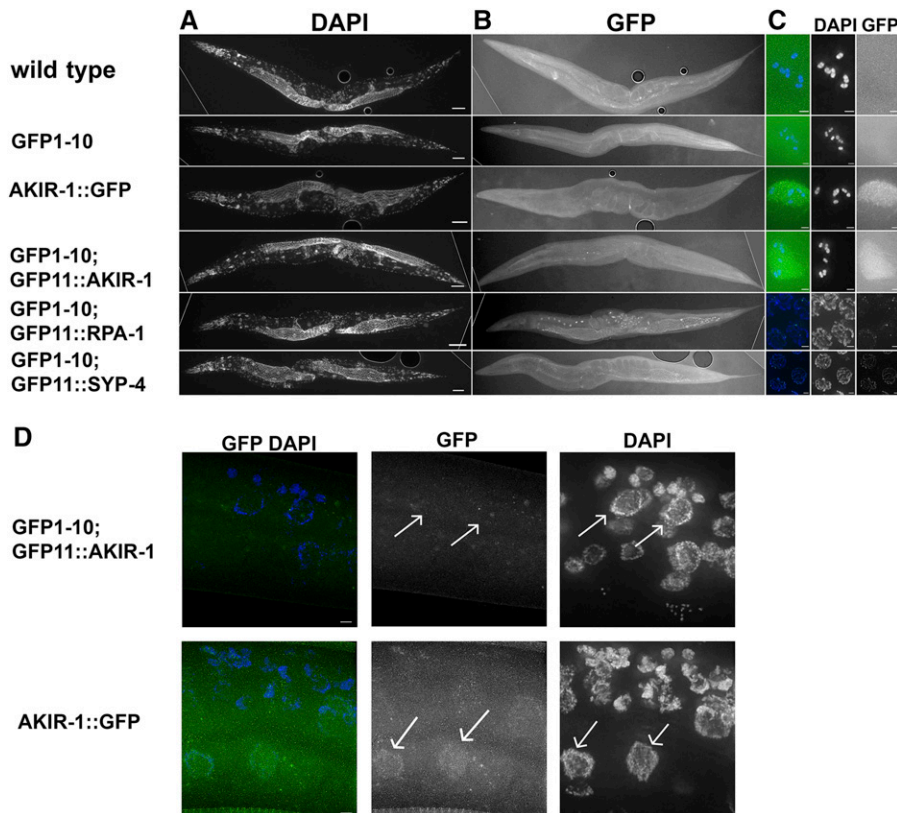 A DAPI B GFP C DAPI GFP
wild type
GFP1-10
AKIR-1::GFP
GFP1-10;
GFP11::AKIR-1
GFP1-10;
GFP11::RPA-1
GFP1-10;
GFP11::SYP-4
D
GFP DAPI GFP DAPI
GFP1-10;
GFP11::AKIR-1
AKIR-1::GFP